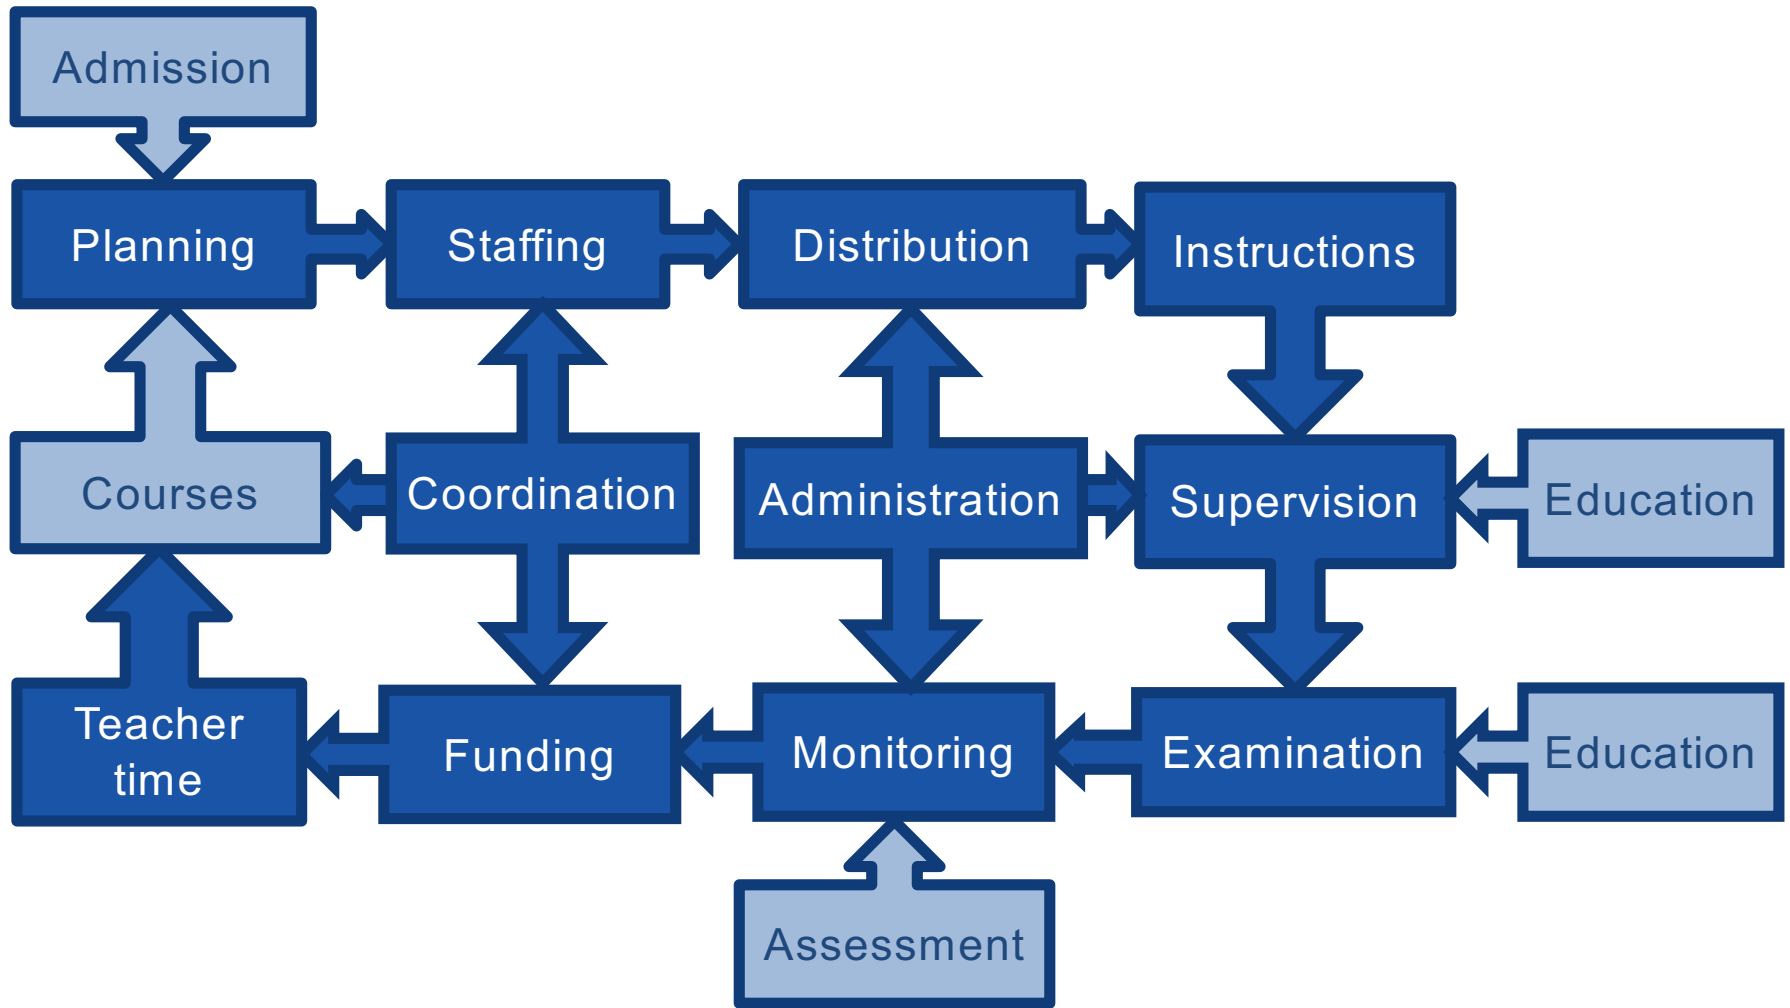 Admission
Planning
Staffing
Distribution
Instructions
Courses
Coordination
Administration
Supervision
Education
Teacher
time
Funding
Monitoring
Examination
Education
Assessment